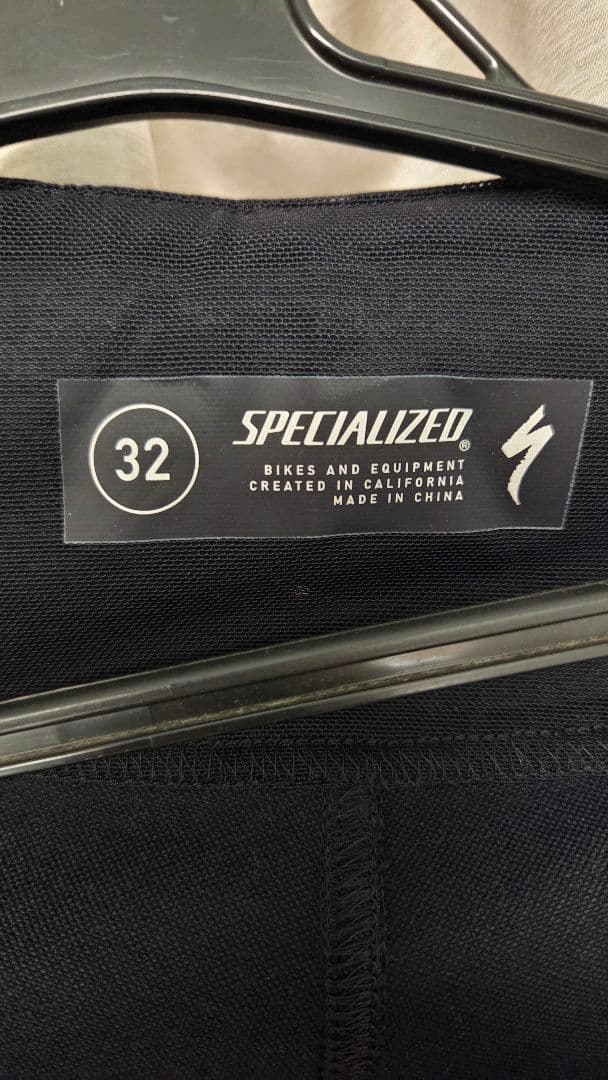 32
SPECIALIZED®
BIKES AND EQUIPMENT
CREATED IN CALIFORNIA
MADE IN CHINA